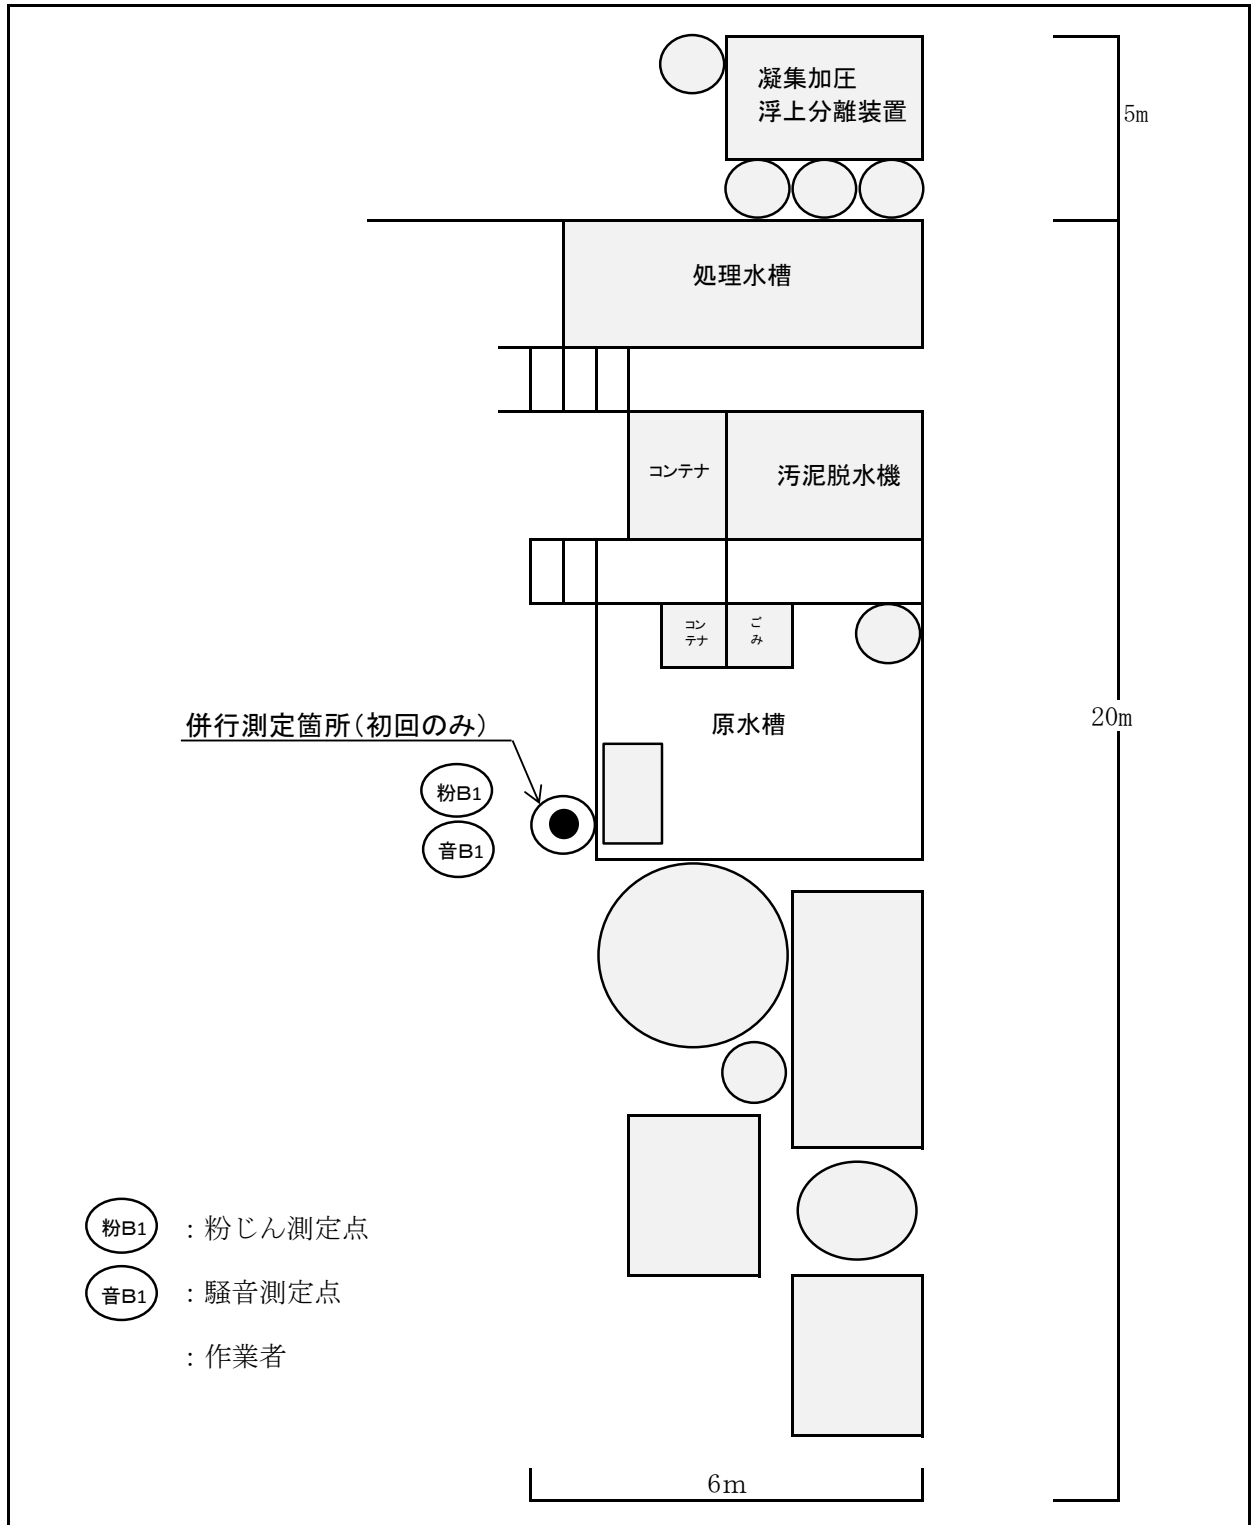 凝集加圧
浮上分離装置
5m
処理水槽
コンテナ
汚泥脱水機
コン
テナ
ご
み
併行測定箇所(初回のみ)
原水槽
20m
粉B1
音B1
粉B1 :粉じん測定点
音B1 :騒音測定点
:作業者
6m